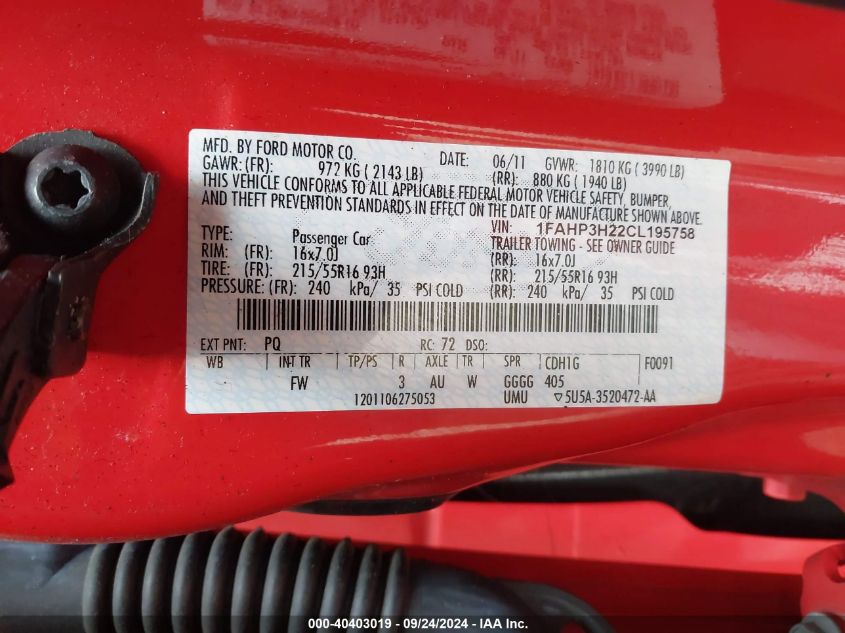 MFD. BY FORD MOTOR CO. DATE: 06/11 GVWR: 1810 KG ( 3990 LB)
GAWR: (FR): 972 KG ( 2143 LB) (RR): 880 KG ( 1940 LB)
THIS VEHICLE CONFORMS TO ALL APPLICABLE FEDERAL MOTOR VEHICLE SAFETY, BUMPER,
AND THEFT PREVENTION STANDARDS IN EFFECT ON THE DATE OF MANUFACTURE SHOWN ABOVE.
VIN: 1FAHP3H22CL195758
TYPE: Passenger Car TRAILER TOWING - SEE OWNER GUIDE
RIM: (FR): 16x7.0J (RR): 16x7.0J
TIRE: (FR): 215/55R16 93H (RR): 215/55R16 93H
PRESSURE: (FR): 240 kPa/ 35 PSI COLD (RR): 240 kPa/ 35 PSI COLD
EXT PNT: PQ RC: 72 DSO:
WB INT TR TP/PS R AXLE TR SPR CDH1G F0091
FW 3 AU W GGGG 405
1201106275053 UMU ▽5U5A-3520472-AA
000-40403019 - 09/24/2024 - IAA Inc.